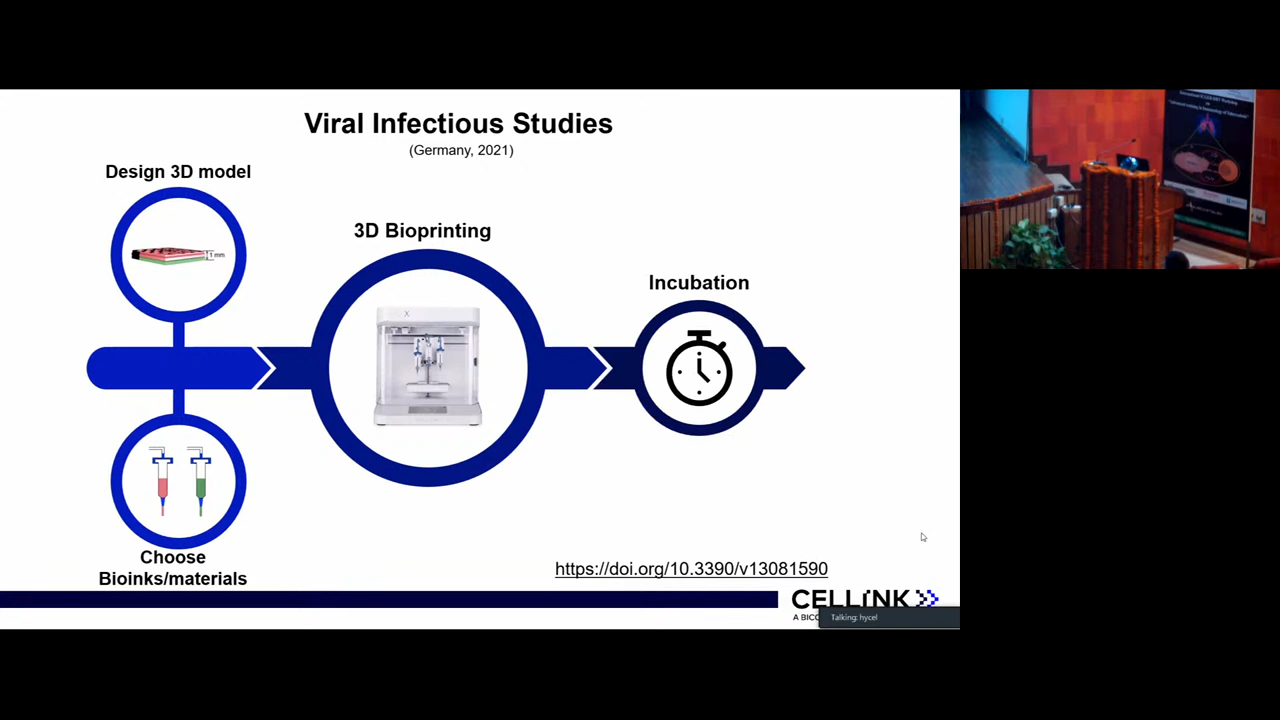 Viral Infectious Studies
(Germany, 2021)
Design 3D model
1 mm
3D Bioprinting
X
Incubation
Choose
Bioinks/materials
https://doi.org/10.3390/v13081590
CELLINK
A BICO
Talking: hycel